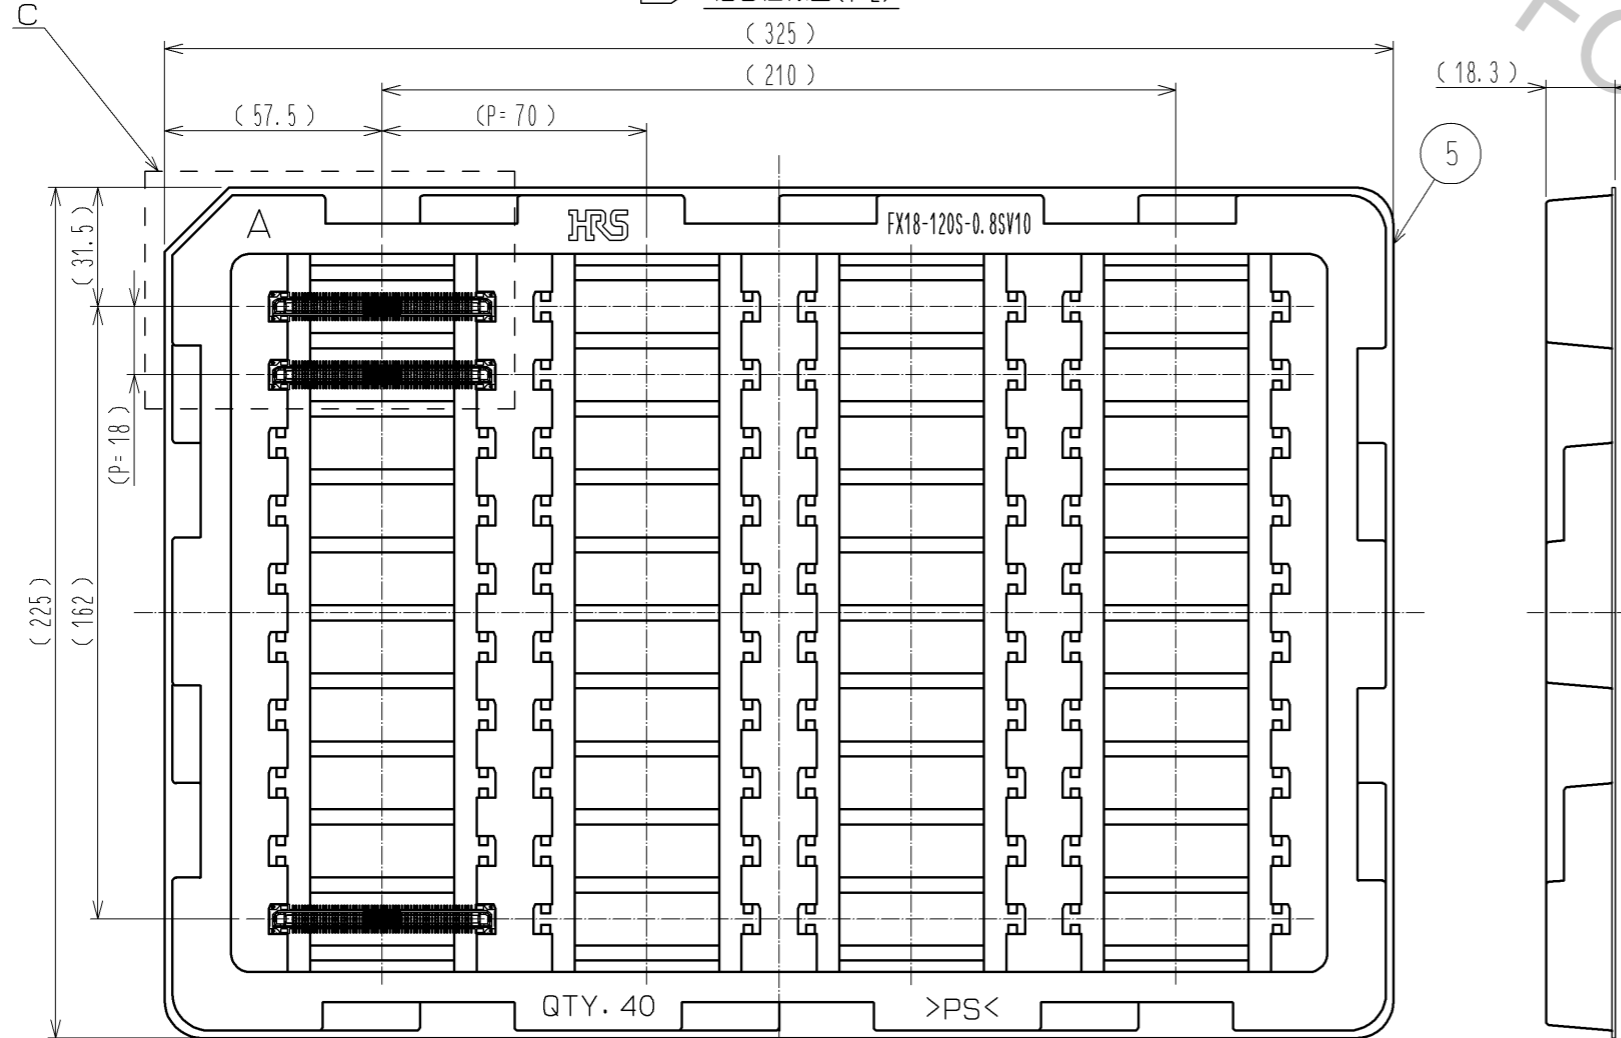 C
( 325 )
( 210 )
( 18.3 )
( 57.5 )
(P= 70 )
5
A
HRS
FX18-120S-0.8SV10
( 31.5 )
(P= 18 )
( 225 )
( 162 )
QTY. 40
>PS<